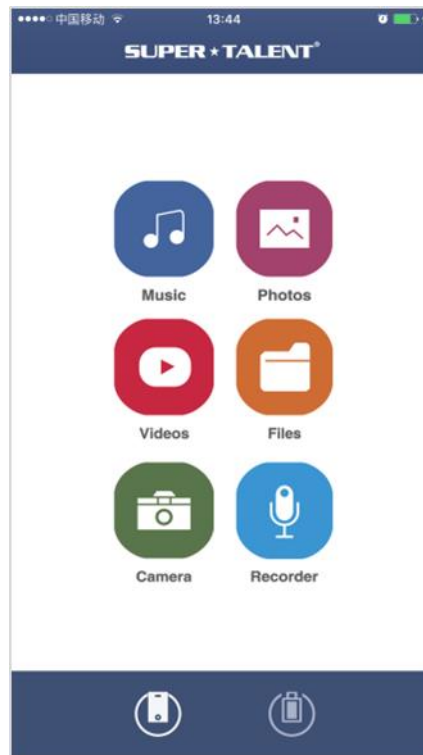 中国移动 13:44
SUPER★TALENT®
Music Photos
Videos Files
Camera Recorder